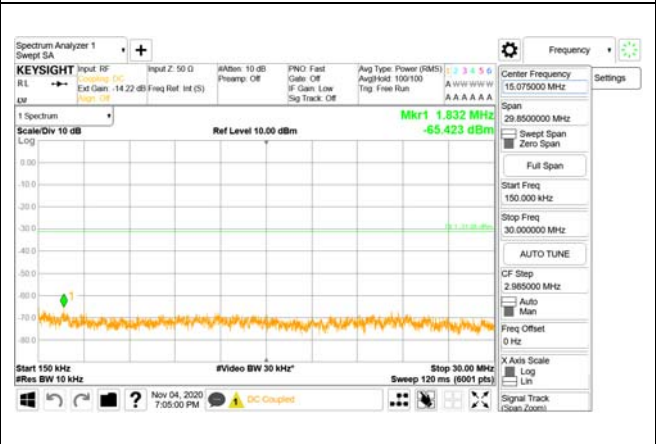 Spectrum Analyzer 1
Swept SA
+
Frequency
KEYSIGHT
RL
Input: RF
Coupling: DC
Ext Gain: -14.22 dB
Align: Off
Input Z: 50 Ω
Freq Ref: Int (S)
#Atten: 10 dB
Preamp: Off
PNO: Fast
Gate: Off
IF Gain: Low
Sig Track: Off
Avg Type: Power (RMS)
Avg|Hold: 100/100
Trig: Free Run
1 2 3 4 5 6
A W W W W W
A A A A A A
1 Spectrum
Scale/Div 10 dB
Log
Ref Level 10.00 dBm
Mkr1 1.832 MHz
-65.423 dBm
0.00
-10.0
-20.0
-30.0
-40.0
-50.0
-60.0
-70.0
-80.0
1
Start 150 kHz
#Res BW 10 kHz
#Video BW 30 kHz*
Stop 30.00 MHz
Sweep 120 ms (6001 pts)
Nov 04, 2020
7:05:00 PM
DC Coupled
Settings
Center Frequency
15.075000 MHz
Span
29.8500000 MHz
Swept Span
Zero Span
Full Span
Start Freq
150.000 kHz
Stop Freq
30.000000 MHz
AUTO TUNE
CF Step
2.985000 MHz
Auto
Man
Freq Offset
0 Hz
X Axis Scale
Log
Lin
Signal Track
(Span Zoom)